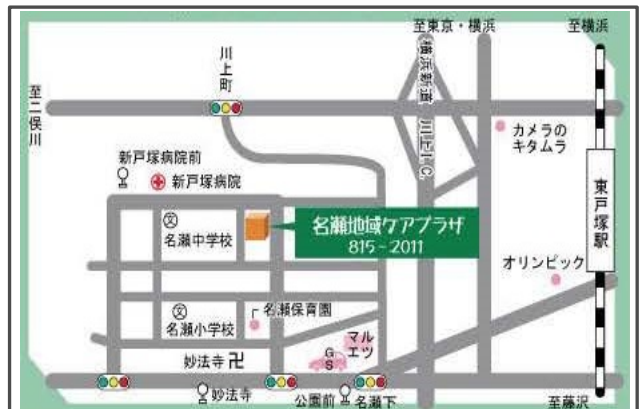 至東京・横浜
至横浜
川上町
至二俣川
横浜新道 川上I.C.
カメラの
キタムラ
新戸塚病院前
新戸塚病院
文
名瀬中学校
名瀬地域ケアプラザ
815-2011
東戸塚駅
オリンピック
文
名瀬小学校
名瀬保育園
マル
エツ
GS
妙法寺卍
妙法寺
公園前
名瀬下
至藤沢